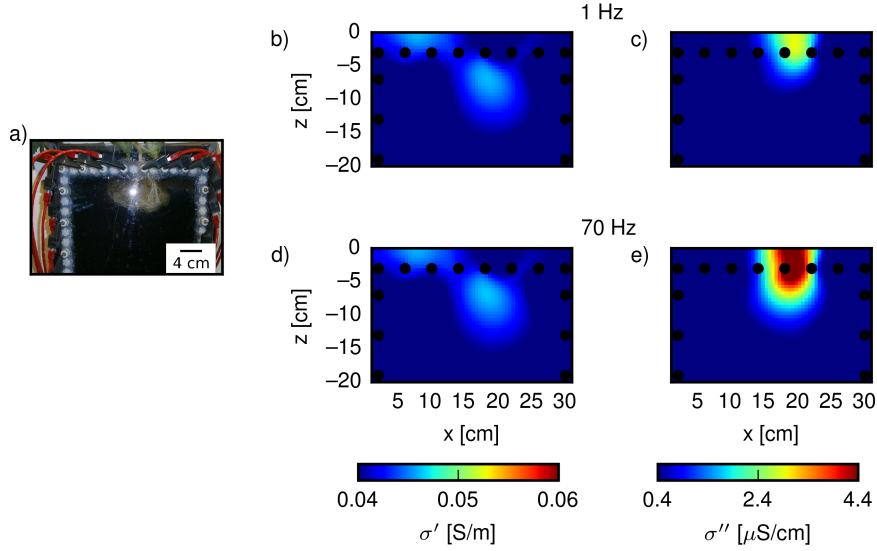 1 Hz
b)
c)
0
−5
−10
−15
−20
z [cm]
a)
4 cm
70 Hz
d)
e)
0
−5
−10
−15
−20
z [cm]
5 10 15 20 25 30
5 10 15 20 25 30
x [cm]
x [cm]
0.04 0.05 0.06
0.4 2.4 4.4
σ′ [S/m]
σ′′ [μS/cm]